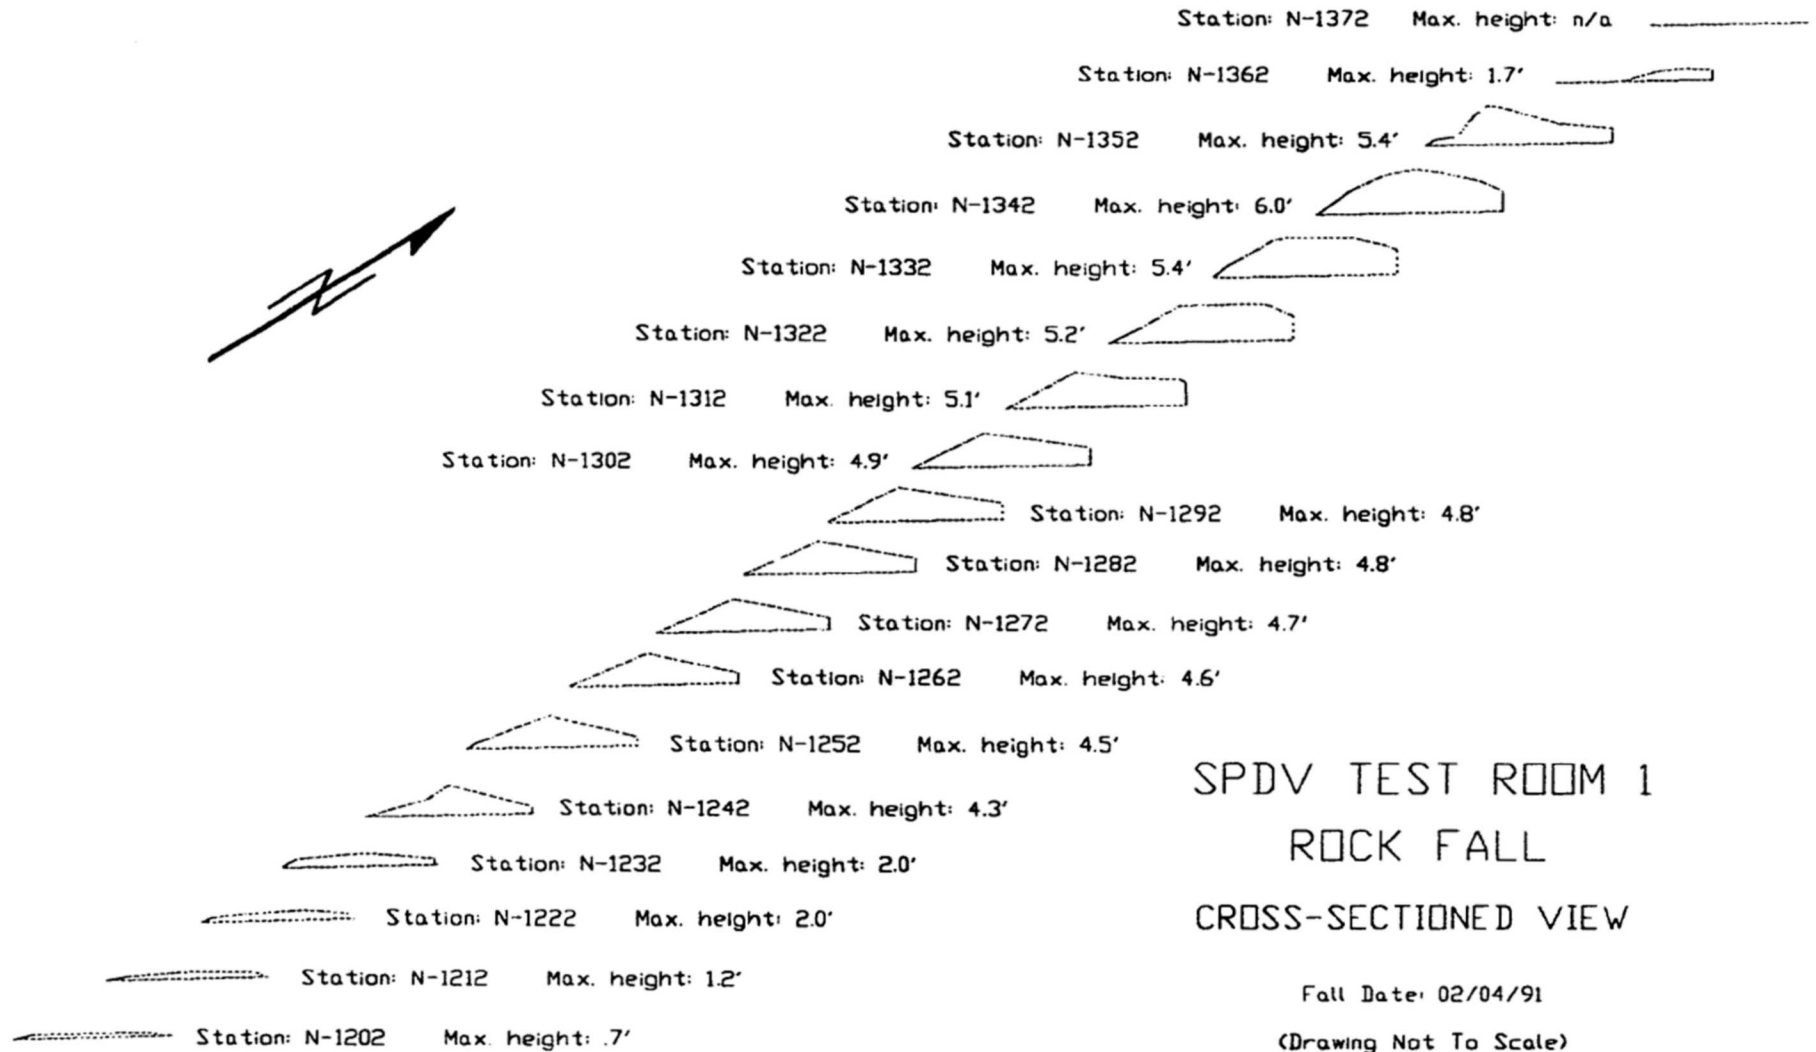 Station: N-1372 Max. height: n/a
Station: N-1362 Max. height: 1.7'
Station: N-1352 Max. height: 5.4'
Station: N-1342 Max. height: 6.0'
Station: N-1332 Max. height: 5.4'
Station: N-1322 Max. height: 5.2'
Station: N-1312 Max. height: 5.1'
Station: N-1302 Max. height: 4.9'
Station: N-1292 Max. height: 4.8'
Station: N-1282 Max. height: 4.8'
Station: N-1272 Max. height: 4.7'
Station: N-1262 Max. height: 4.6'
Station: N-1252 Max. height: 4.5'
Station: N-1242 Max. height: 4.3'
Station: N-1232 Max. height: 2.0'
Station: N-1222 Max. height: 2.0'
Station: N-1212 Max. height: 1.2'
Station: N-1202 Max. height: .7'
N
SPDV TEST ROOM 1
ROCK FALL
CROSS-SECTIONED VIEW
Fall Date: 02/04/91
(Drawing Not To Scale)